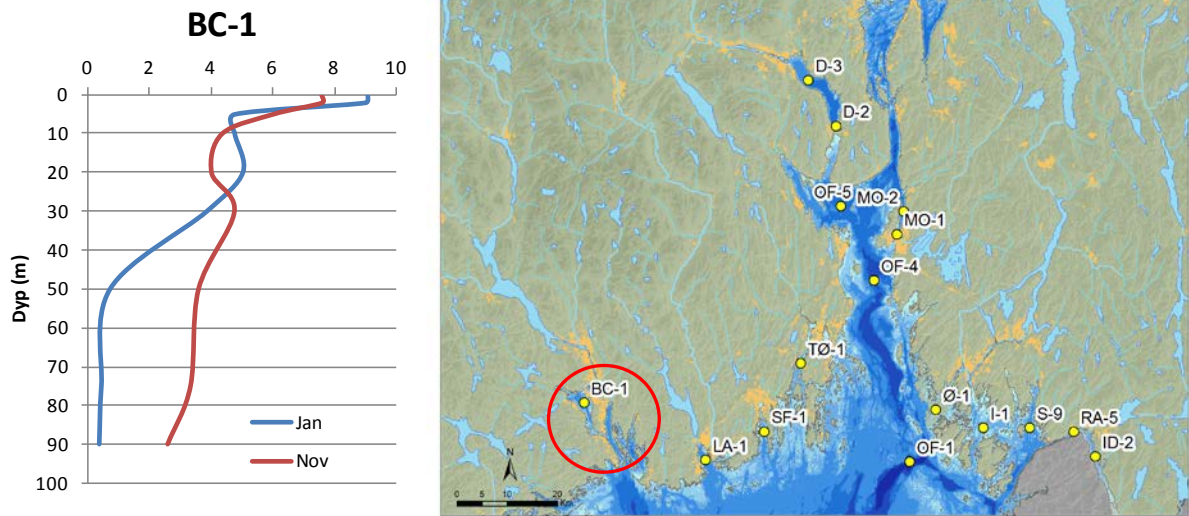 BC-1
0 2 4 6 8 10
0
10
20
30
40
50
60
70
80
90
100
Dyp (m)
Jan
Nov
D-3
D-2
OF-5
MO-2
MO-1
OF-4
TØ-1
BC-1
Ø-1
SF-1
I-1
S-9
RA-5
LA-1
OF-1
ID-2
N
0 5 10 20
Km